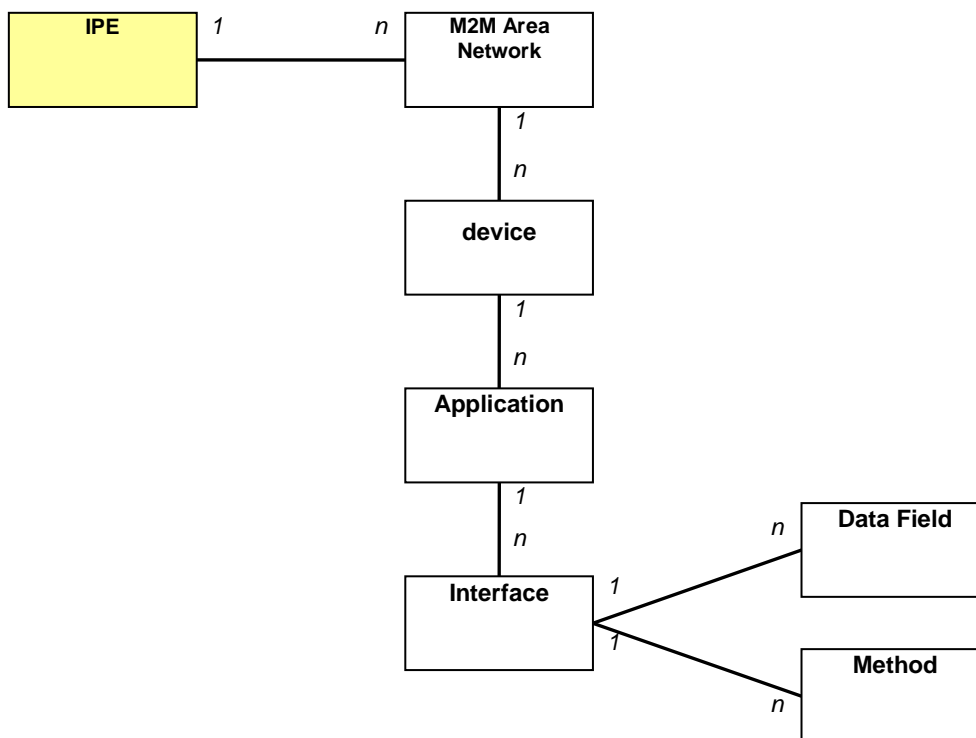 IPE
1
n
M2M Area
Network
1
n
device
1
n
Application
1
n
Interface
1
n
Data Field
1
n
Method